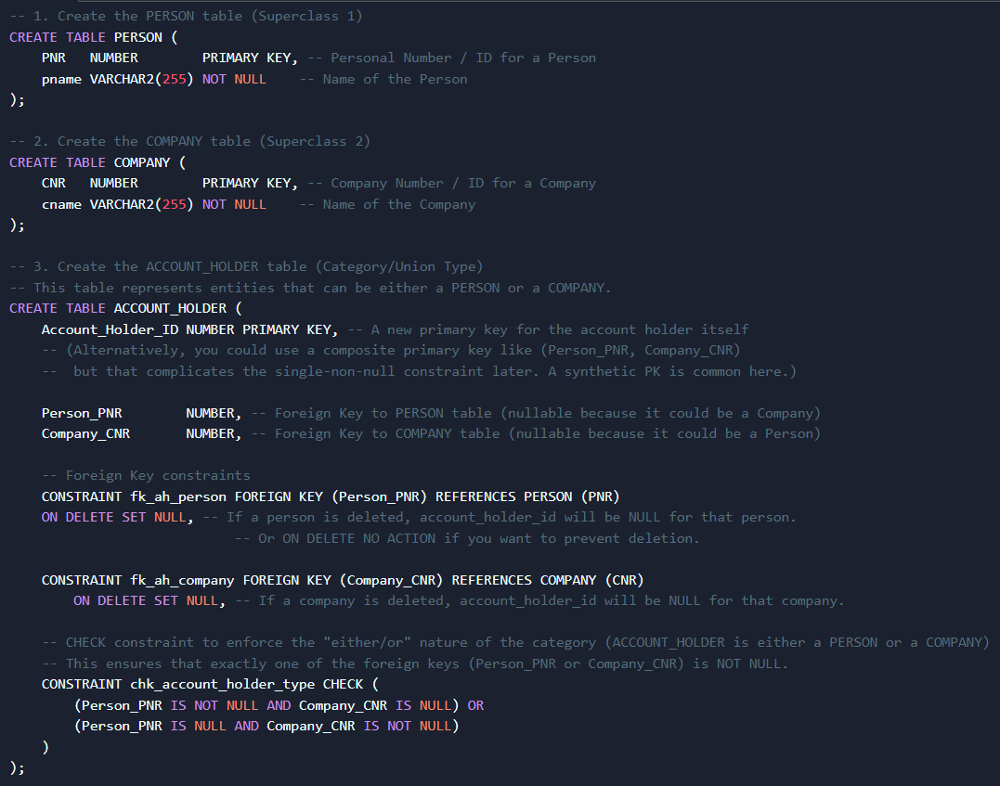 -- 1. Create the PERSON table (Superclass 1)
CREATE TABLE PERSON (
    PNR   NUMBER        PRIMARY KEY, -- Personal Number / ID for a Person
    pname VARCHAR2(255) NOT NULL    -- Name of the Person
);

-- 2. Create the COMPANY table (Superclass 2)
CREATE TABLE COMPANY (
    CNR   NUMBER        PRIMARY KEY, -- Company Number / ID for a Company
    cname VARCHAR2(255) NOT NULL    -- Name of the Company
);

-- 3. Create the ACCOUNT_HOLDER table (Category/Union Type)
-- This table represents entities that can be either a PERSON or a COMPANY.
CREATE TABLE ACCOUNT_HOLDER (
    Account_Holder_ID NUMBER PRIMARY KEY, -- A new primary key for the account holder itself
    -- (Alternatively, you could use a composite primary key like (Person_PNR, Company_CNR)
    --  but that complicates the single-non-null constraint later. A synthetic PK is common here.)

    Person_PNR        NUMBER, -- Foreign Key to PERSON table (nullable because it could be a Company)
    Company_CNR       NUMBER, -- Foreign Key to COMPANY table (nullable because it could be a Person)

    -- Foreign Key constraints
    CONSTRAINT fk_ah_person FOREIGN KEY (Person_PNR) REFERENCES PERSON (PNR)
    ON DELETE SET NULL, -- If a person is deleted, account_holder_id will be NULL for that person.
                            -- Or ON DELETE NO ACTION if you want to prevent deletion.

    CONSTRAINT fk_ah_company FOREIGN KEY (Company_CNR) REFERENCES COMPANY (CNR)
        ON DELETE SET NULL, -- If a company is deleted, account_holder_id will be NULL for that company.

    -- CHECK constraint to enforce the "either/or" nature of the category (ACCOUNT_HOLDER is either a PERSON or a COMPANY)
    -- This ensures that exactly one of the foreign keys (Person_PNR or Company_CNR) is NOT NULL.
    CONSTRAINT chk_account_holder_type CHECK (
        (Person_PNR IS NOT NULL AND Company_CNR IS NULL) OR
        (Person_PNR IS NULL AND Company_CNR IS NOT NULL)
    )
);